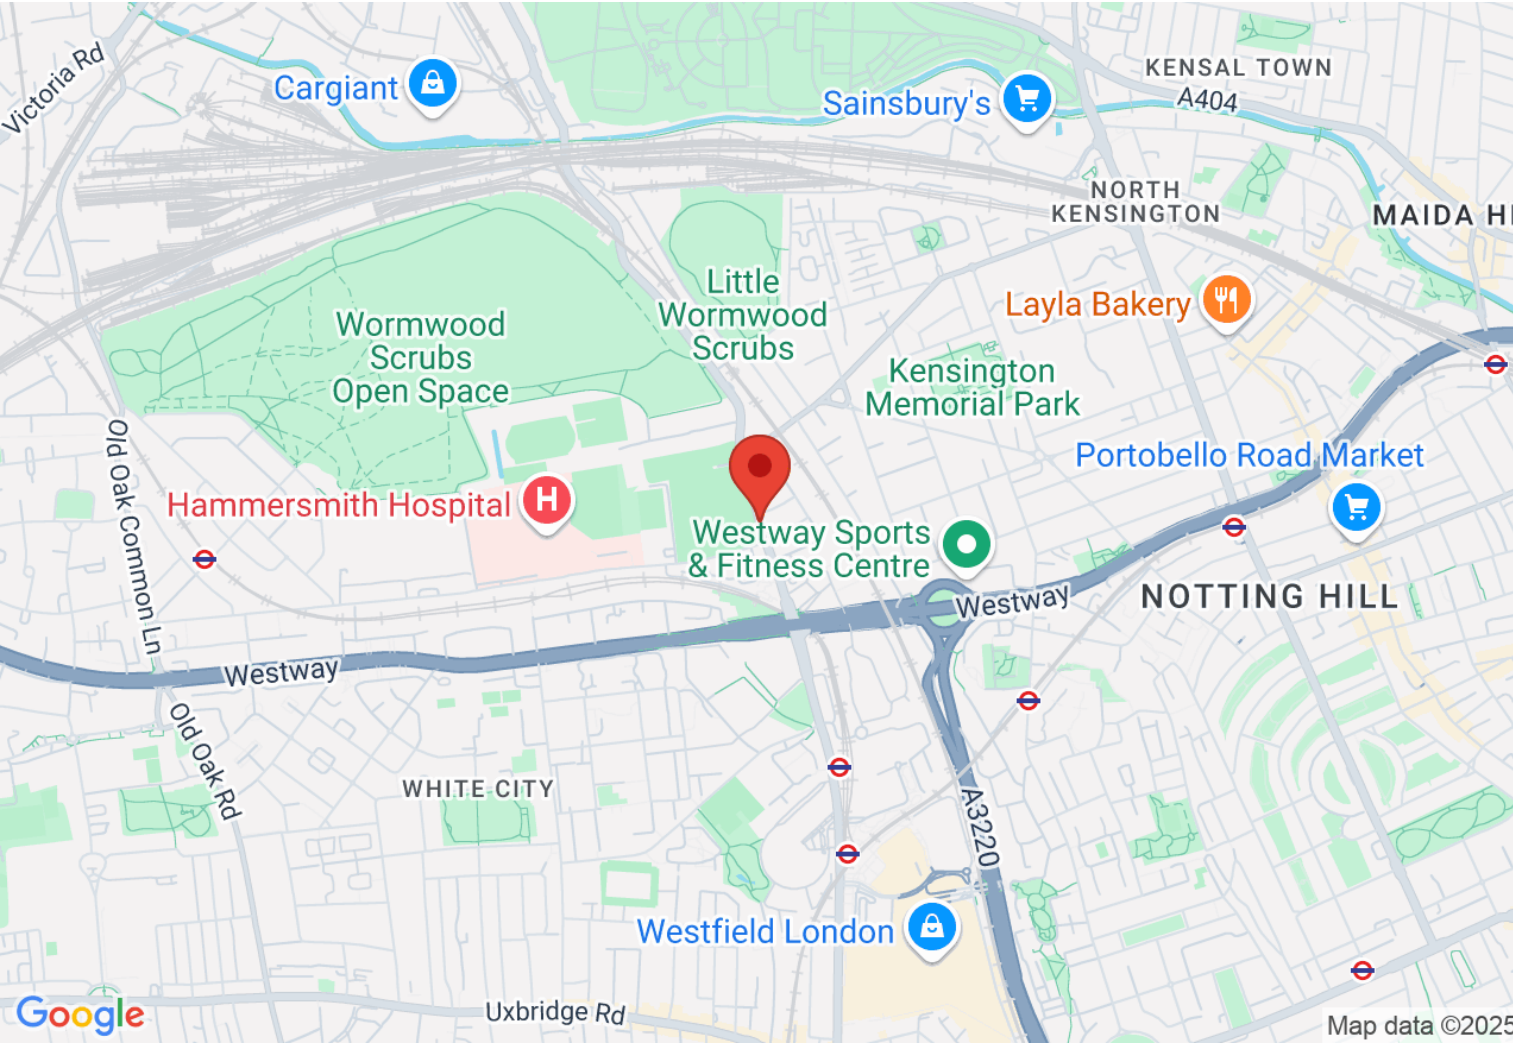 Victoria Rd
Cargiant
Sainsbury's
KENSAL TOWN
A404
NORTH
KENSINGTON
MAIDA HI
Little
Wormwood
Scrubs
Layla Bakery
Wormwood
Scrubs
Open Space
Kensington
Memorial Park
Old Oak Common Ln
Portobello Road Market
Hammersmith Hospital
H
Westway Sports
& Fitness Centre
Westway
NOTTING HILL
Westway
Old Oak Rd
WHITE CITY
A3220
Westfield London
Uxbridge Rd
Google
Map data ©2025